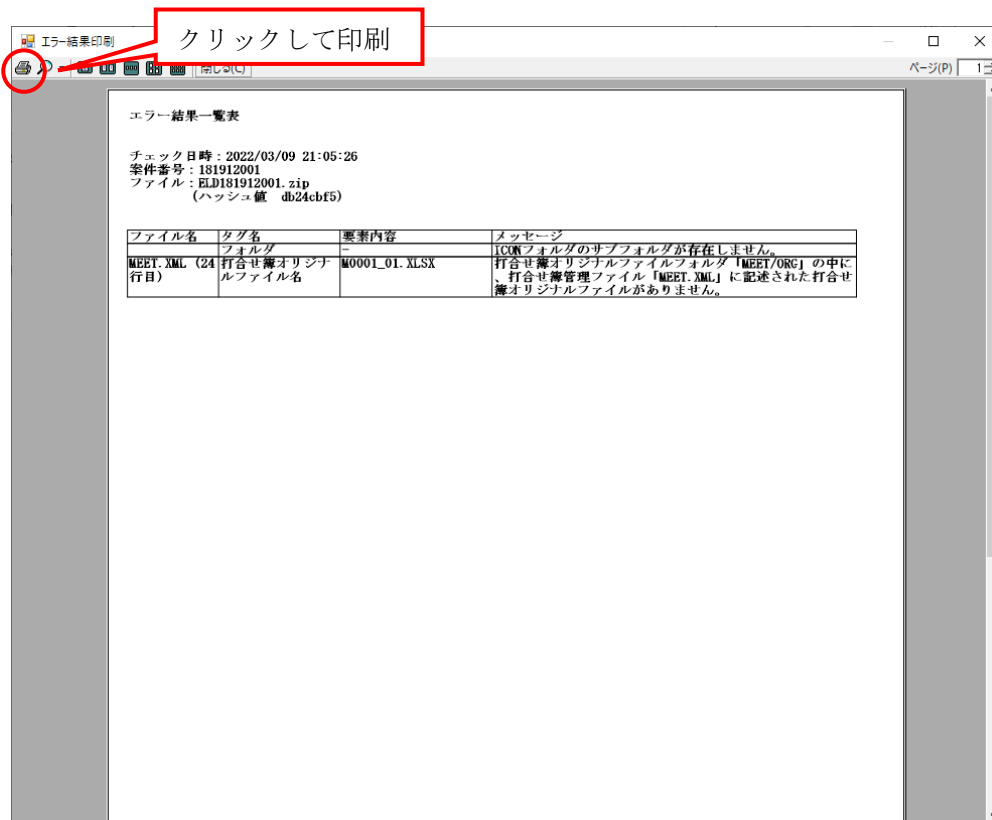 クリックして印刷
エラー結果印刷
閉じる(C)
ページ(P) 1
エラー結果一覧表
チェック日時：2022/03/09 21:05:26
案件番号：181912001
ファイル：ELD181912001.zip
(ハッシュ値 db24cbf5)
ファイル名 タグ名 要素内容 メッセージ
フォルダ - ICONフォルダのサブフォルダが存在しません。
MEET.XML (24 打合せ簿オリジナ M0001_01.XLSX 打合せ簿オリジナルファイルフォルダ「MEET/ORG」の中に
行目) ルファイル名 、打合せ簿管理ファイル「MEET.XML」に記述された打合せ
簿オリジナルファイルがありません。